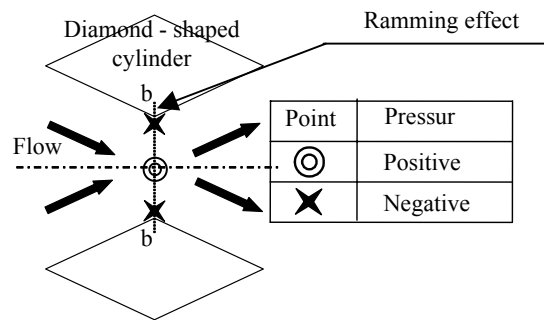 Ramming effect
Diamond - shaped
cylinder
b
Point Pressur
Flow
Positive
Negative
b